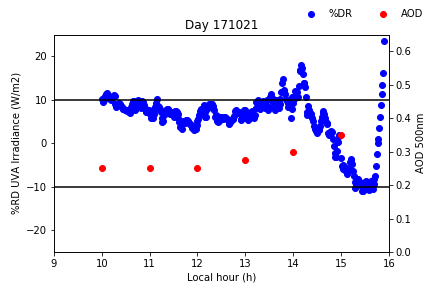 %DR AOD
Day 171021
%RD UVA Irradiance (W/m2)
20
10
0
−10
−20
0.6
0.5
0.4
0.3
0.2
0.1
0.0
AOD 500nm
9 10 11 12 13 14 15 16
Local hour (h)